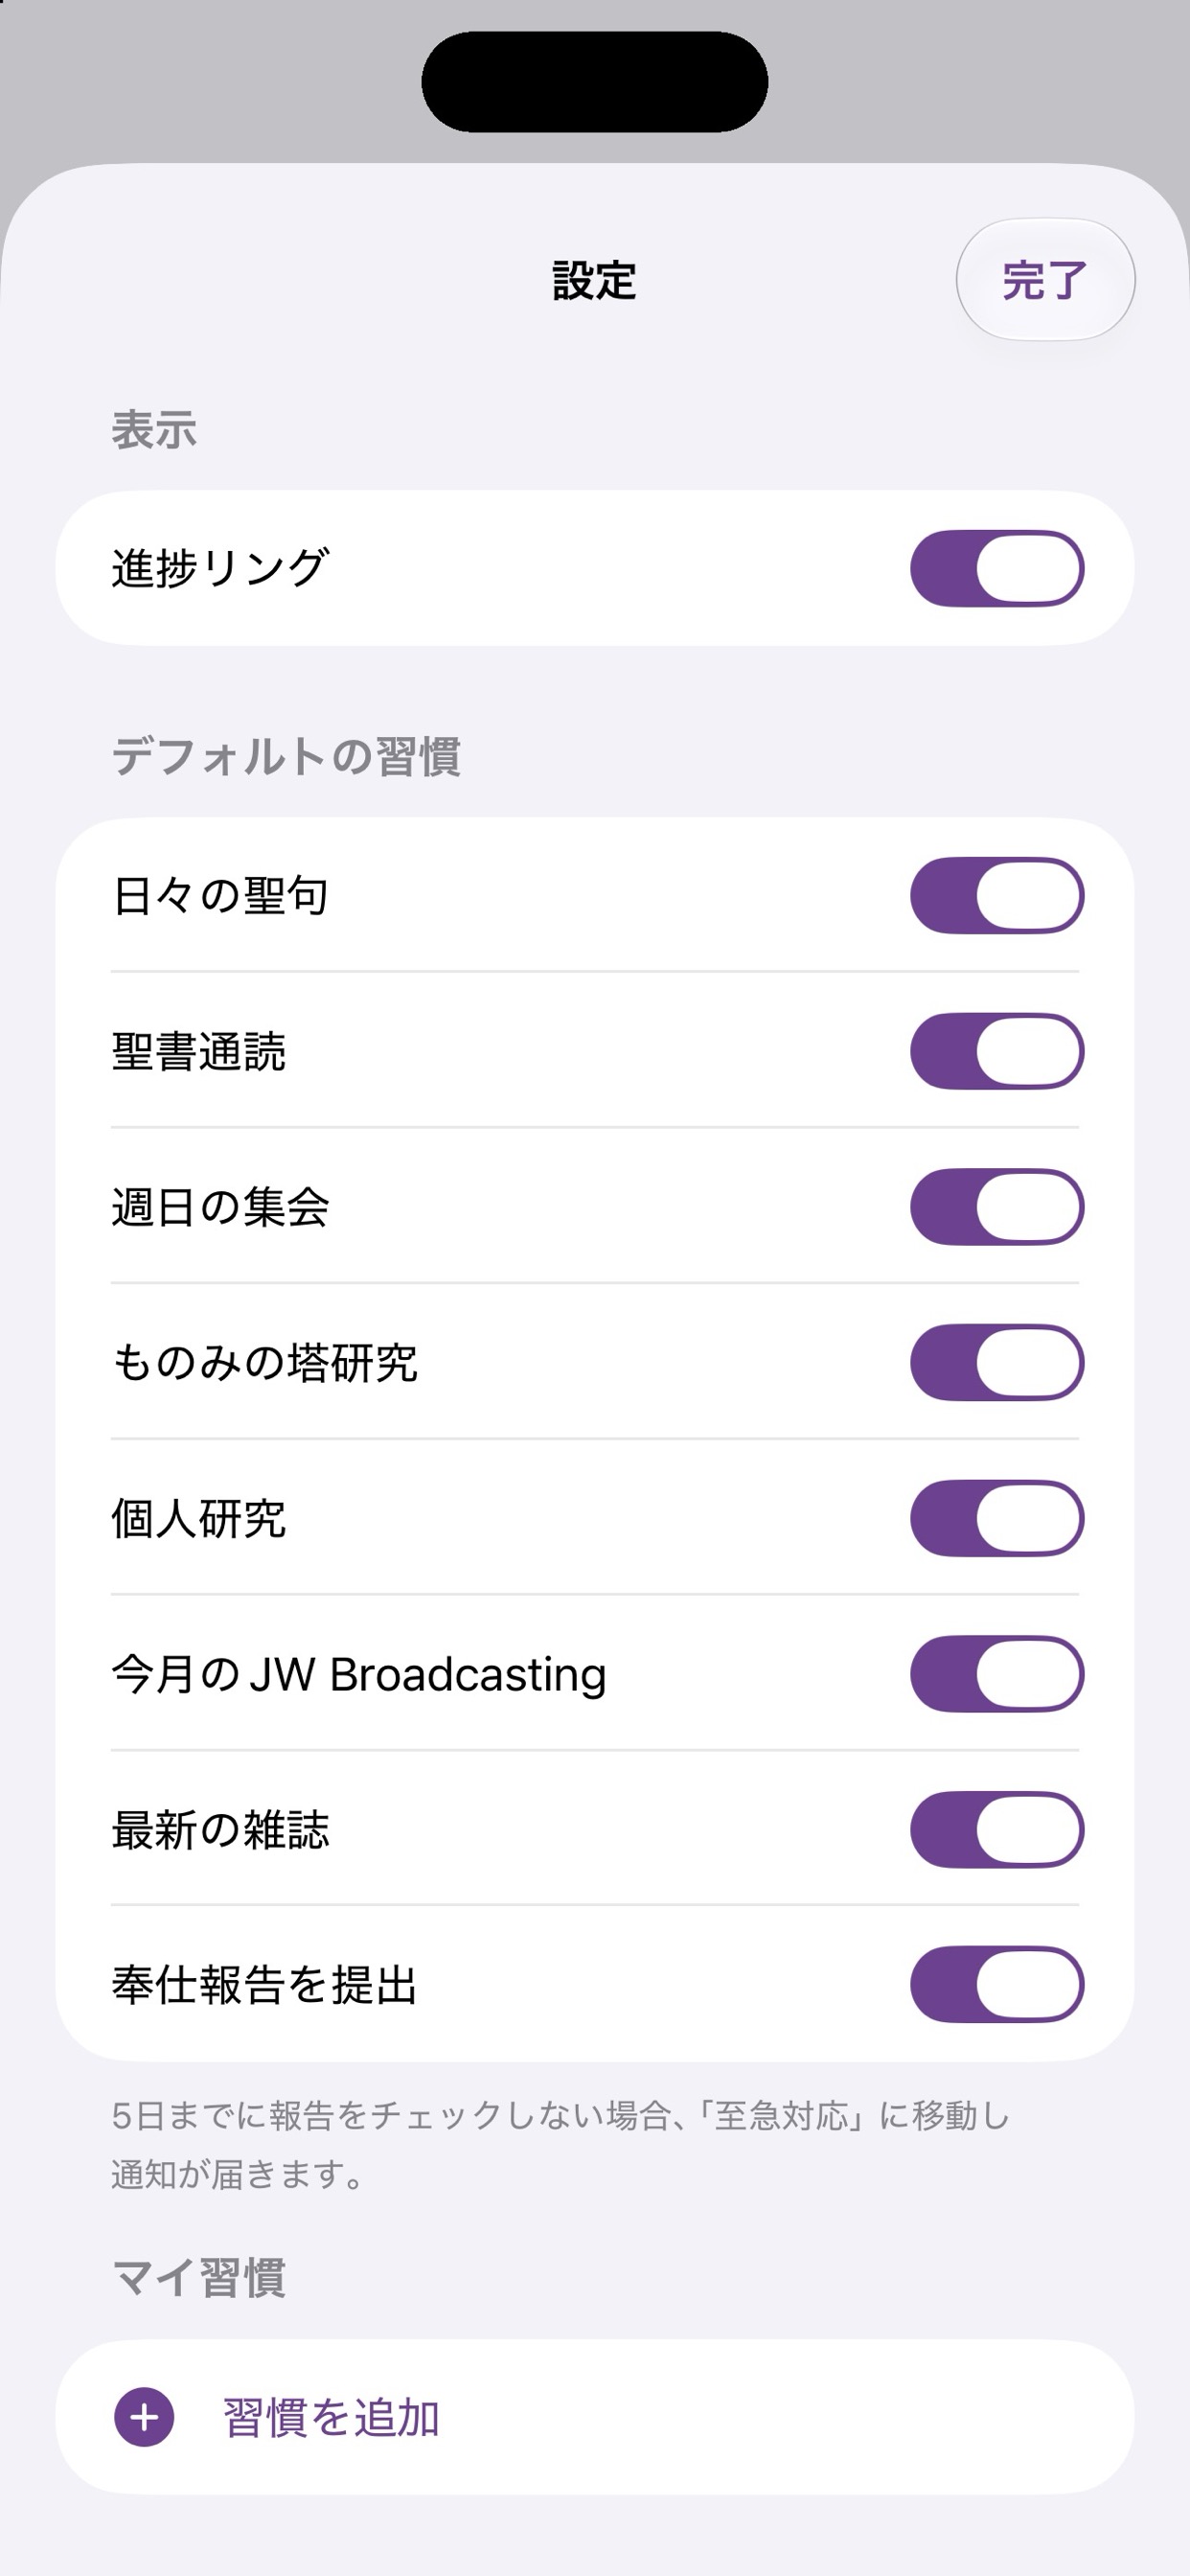 設定
完了
表示
進捗リング
デフォルトの習慣
日々の聖句
聖書通読
週日の集会
ものみの塔研究
個人研究
今月の JW Broadcasting
最新の雑誌
奉仕報告を提出
5日までに報告をチェックしない場合、「至急対応」に移動し
通知が届きます。
マイ習慣
習慣を追加